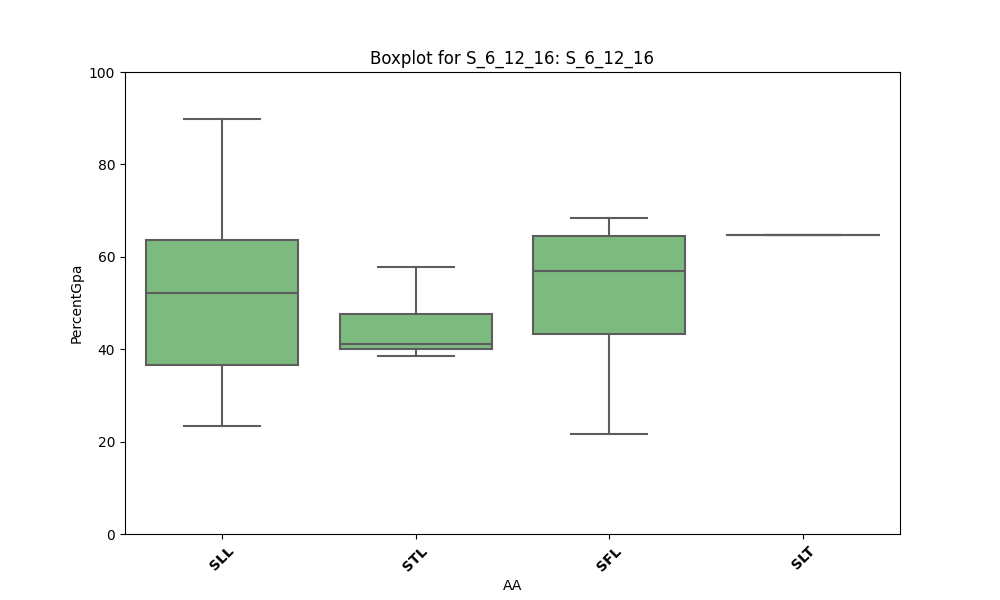 Boxplot for S_6_12_16: S_6_12_16
100
80
60
40
20
0
PercentGpa
SLL
STL
SFL
SLT
AA